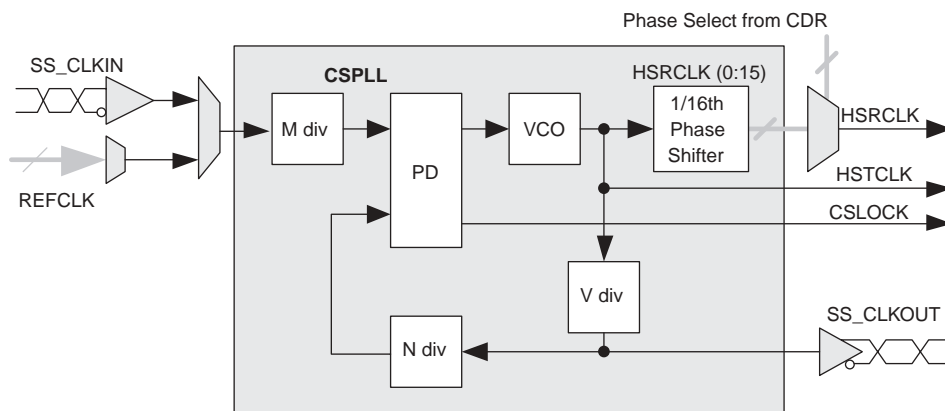 Phase Select from CDR
SS_CLKIN
CSPLL
HSRCLK (0:15)
M div
PD
VCO
1/16th
Phase
Shifter
HSRCLK
REFCLK
HSTCLK
CSLOCK
V div
SS_CLKOUT
N div